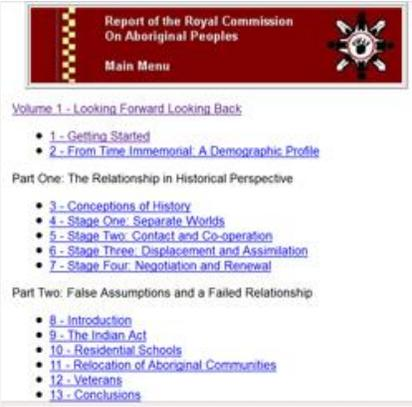 Report of the Royal Commission
On Aboriginal Peoples
Main Menu
Volume 1 - Looking Forward Looking Back
1 - Getting Started
2 - From Time Immemorial: A Demographic Profile
Part One: The Relationship in Historical Perspective
3 - Conceptions of History
4 - Stage One: Separate Worlds
5 - Stage Two: Contact and Co-operation
6 - Stage Three: Displacement and Assimilation
7 - Stage Four: Negotiation and Renewal
Part Two: False Assumptions and a Failed Relationship
8 - Introduction
9 - The Indian Act
10 - Residential Schools
11 - Relocation of Aboriginal Communities
12 - Veterans
13 - Conclusions